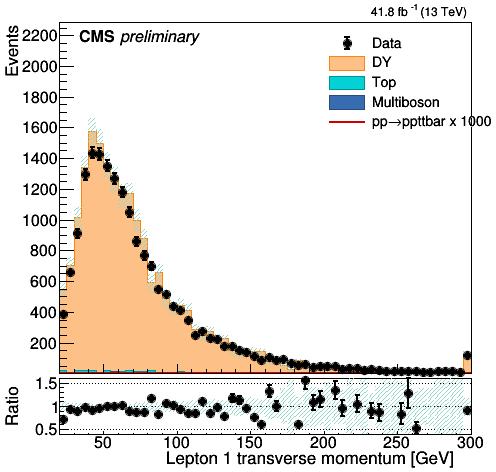 41.8 fb⁻¹ (13 TeV)
CMS preliminary
Events
2200
2000
1800
1600
1400
1200
1000
800
600
400
200
Data
DY
Top
Multiboson
pp→ppttbar x 1000
Ratio
1.5
1
0.5
50 100 150 200 250 300
Lepton 1 transverse momentum [GeV]